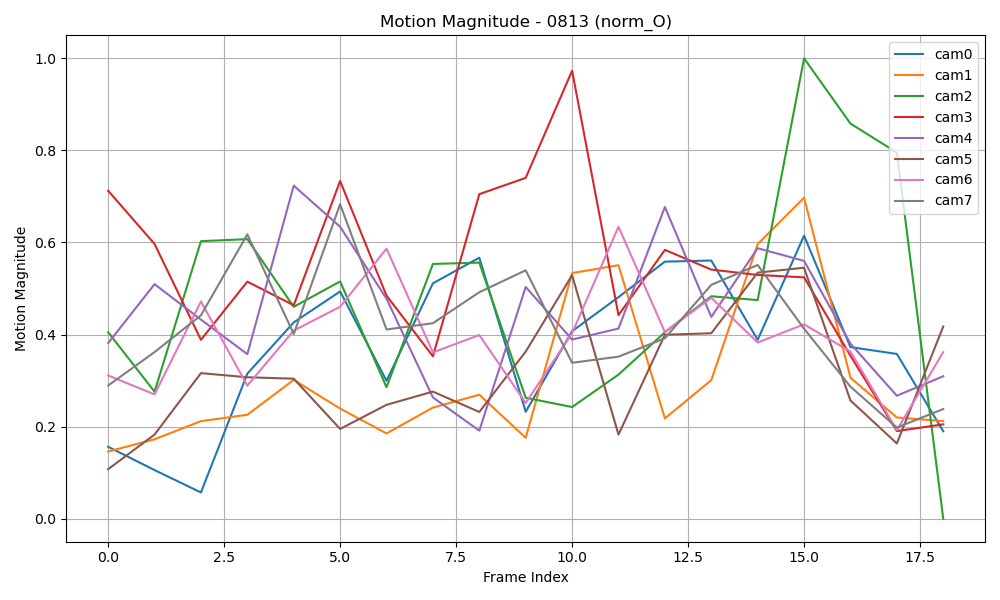 Motion Magnitude - 0813 (norm_O)
Motion Magnitude
1.0
0.8
0.6
0.4
0.2
0.0
0.0 2.5 5.0 7.5 10.0 12.5 15.0 17.5
Frame Index
cam0
cam1
cam2
cam3
cam4
cam5
cam6
cam7